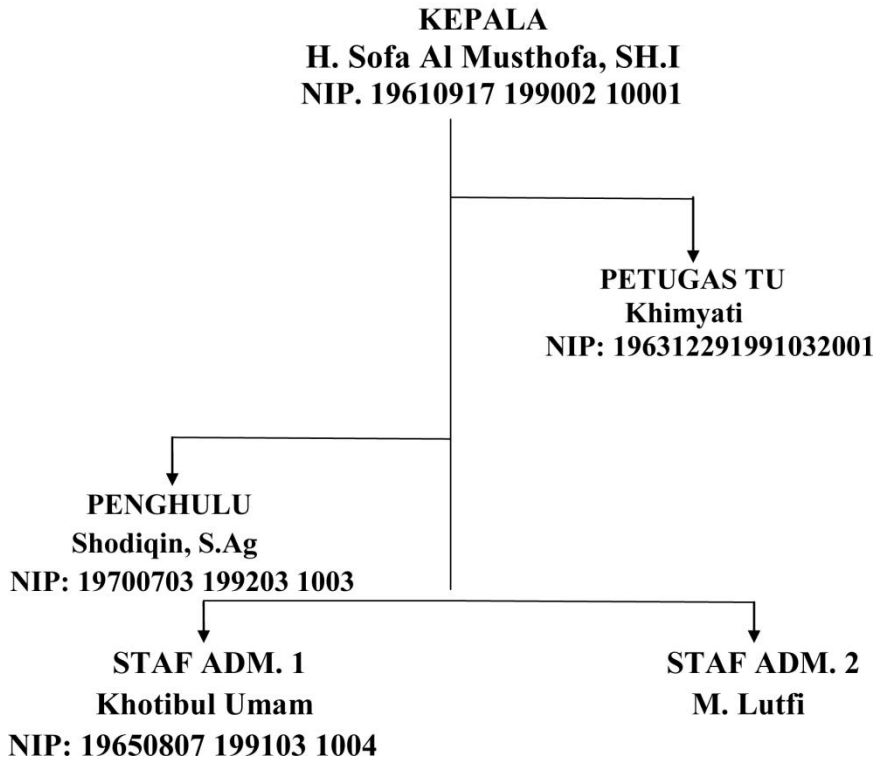 KEPALA
H. Sofa Al Musthofa, SH.I
NIP. 19610917 199002 10001
PETUGAS TU
Khimyati
NIP: 196312291991032001
PENGHULU
Shodiqin, S.Ag
NIP: 19700703 199203 1003
STAF ADM. 1
Khotibul Umam
NIP: 19650807 199103 1004
STAF ADM. 2
M. Lutfi